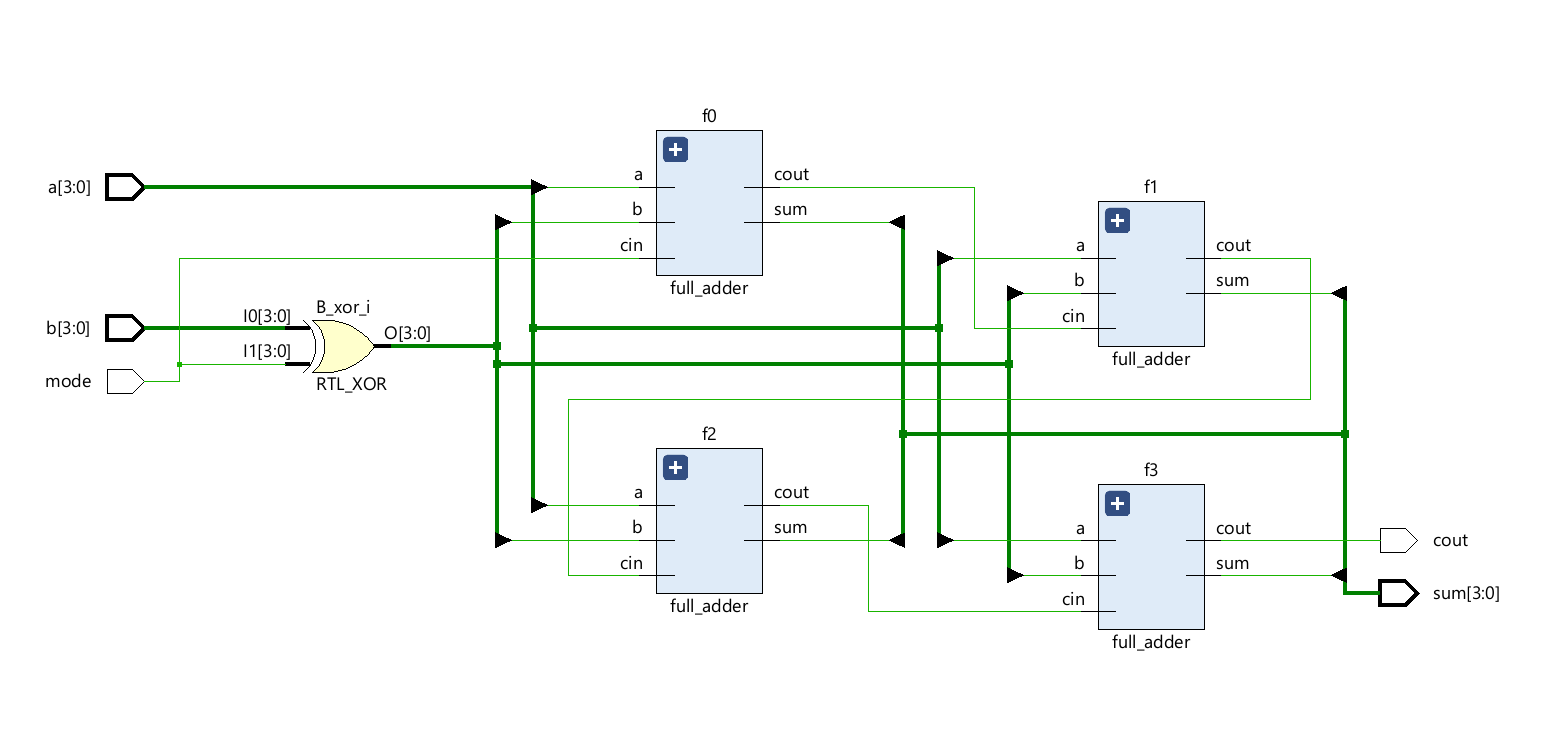 f0
a
b
cin
cout
sum
full_adder
f1
a
b
cin
cout
sum
full_adder
a[3:0]
b[3:0]
mode
I0[3:0]
I1[3:0]
B_xor_i
O[3:0]
RTL_XOR
f2
a
b
cin
cout
sum
full_adder
f3
a
b
cin
cout
sum
full_adder
cout
sum[3:0]